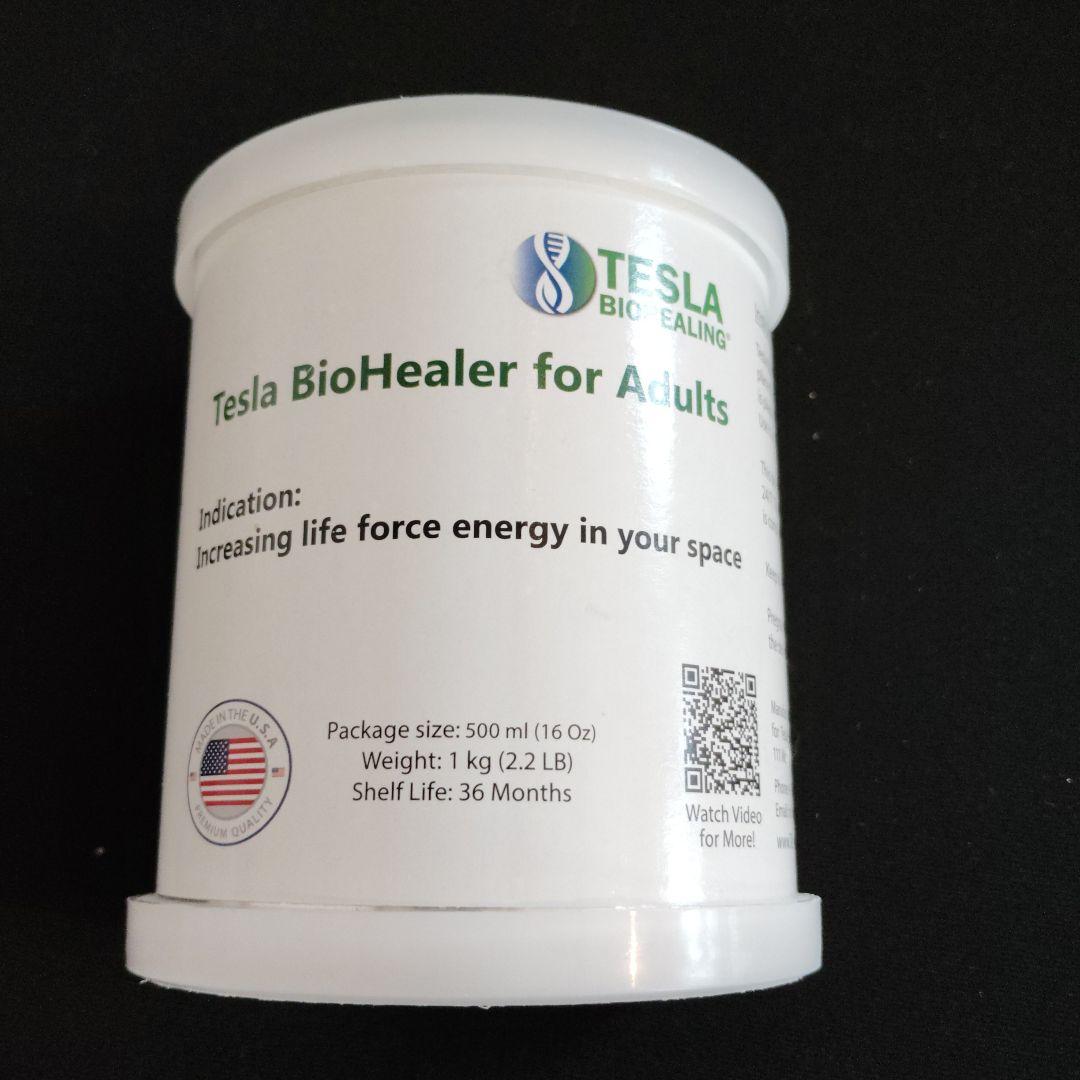 TESLA
BIOHEALING®
Tesla BioHealer for Adults
Indication:
Increasing life force energy in your space
MADE IN THE U.S.A
PREMIUM QUALITY
Package size: 500 ml (16 Oz)
Weight: 1 kg (2.2 LB)
Shelf Life: 36 Months
Watch Video
for More!